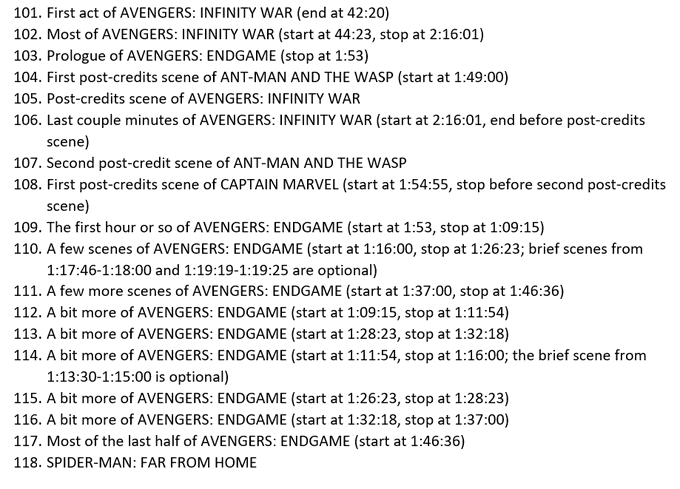 101. First act of AVENGERS: INFINITY WAR (end at 42:20)
102. Most of AVENGERS: INFINITY WAR (start at 44:23, stop at 2:16:01)
103. Prologue of AVENGERS: ENDGAME (stop at 1:53)
104. First post-credits scene of ANT-MAN AND THE WASP (start at 1:49:00)
105. Post-credits scene of AVENGERS: INFINITY WAR
106. Last couple minutes of AVENGERS: INFINITY WAR (start at 2:16:01, end before post-credits
scene)
107. Second post-credit scene of ANT-MAN AND THE WASP
108. First post-credits scene of CAPTAIN MARVEL (start at 1:54:55, stop before second post-credits
scene)
109. The first hour or so of AVENGERS: ENDGAME (start at 1:53, stop at 1:09:15)
110. A few scenes of AVENGERS: ENDGAME (start at 1:16:00, stop at 1:26:23; brief scenes from
1:17:46-1:18:00 and 1:19:19-1:19:25 are optional)
111. A few more scenes of AVENGERS: ENDGAME (start at 1:37:00, stop at 1:46:36)
112. A bit more of AVENGERS: ENDGAME (start at 1:09:15, stop at 1:11:54)
113. A bit more of AVENGERS: ENDGAME (start at 1:28:23, stop at 1:32:18)
114. A bit more of AVENGERS: ENDGAME (start at 1:11:54, stop at 1:16:00; the brief scene from
1:13:30-1:15:00 is optional)
115. A bit more of AVENGERS: ENDGAME (start at 1:26:23, stop at 1:28:23)
116. A bit more of AVENGERS: ENDGAME (start at 1:32:18, stop at 1:37:00)
117. Most of the last half of AVENGERS: ENDGAME (start at 1:46:36)
118. SPIDER-MAN: FAR FROM HOME